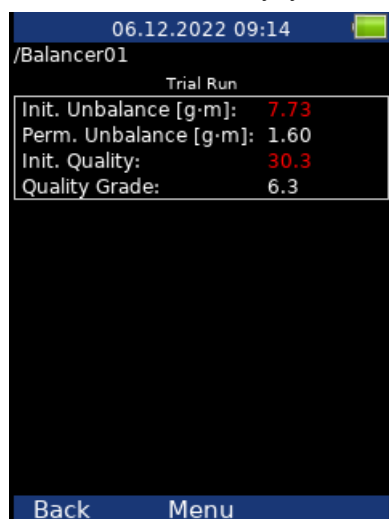 06.12.2022 09:14
/Balancer01
Trial Run
Init. Unbalance [g·m]: 7.73
Perm. Unbalance [g·m]: 1.60
Init. Quality: 30.3
Quality Grade: 6.3
Back Menu